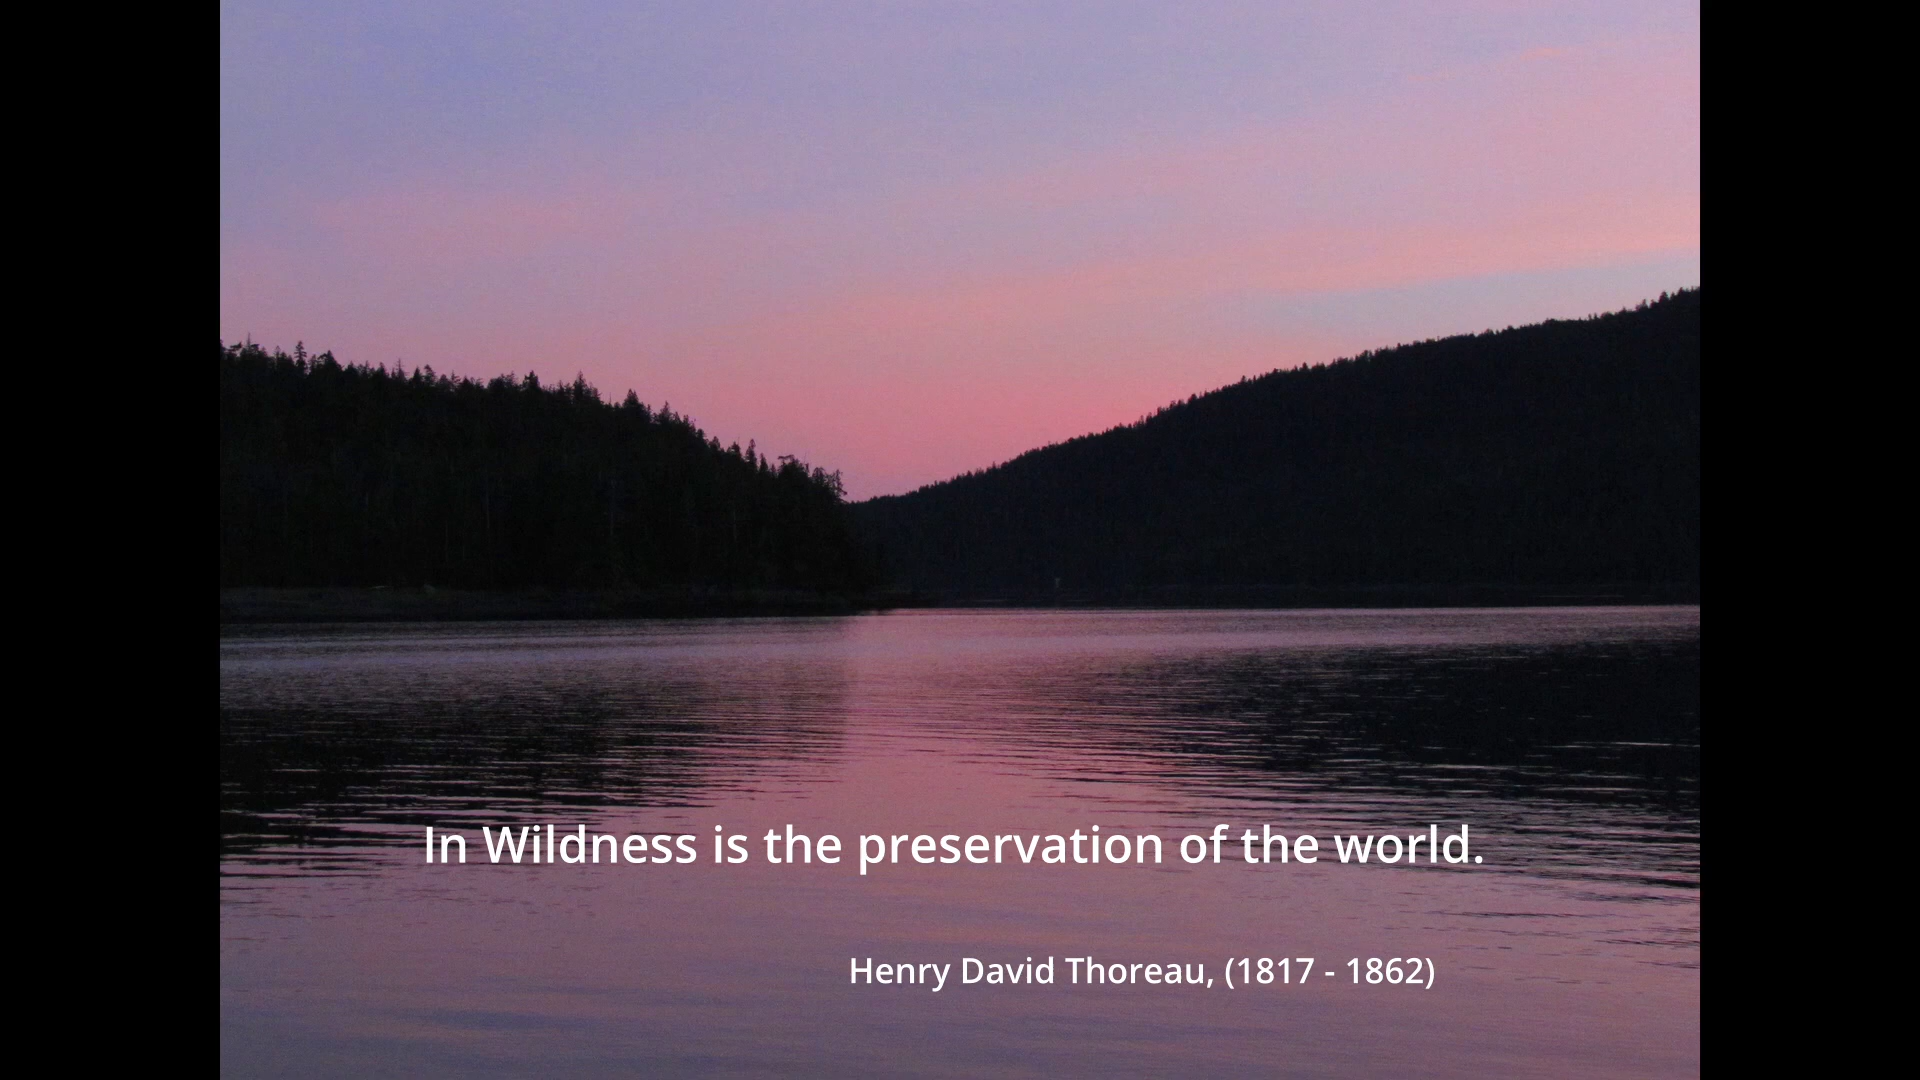 In Wildness is the preservation of the world.
Henry David Thoreau, (1817 - 1862)